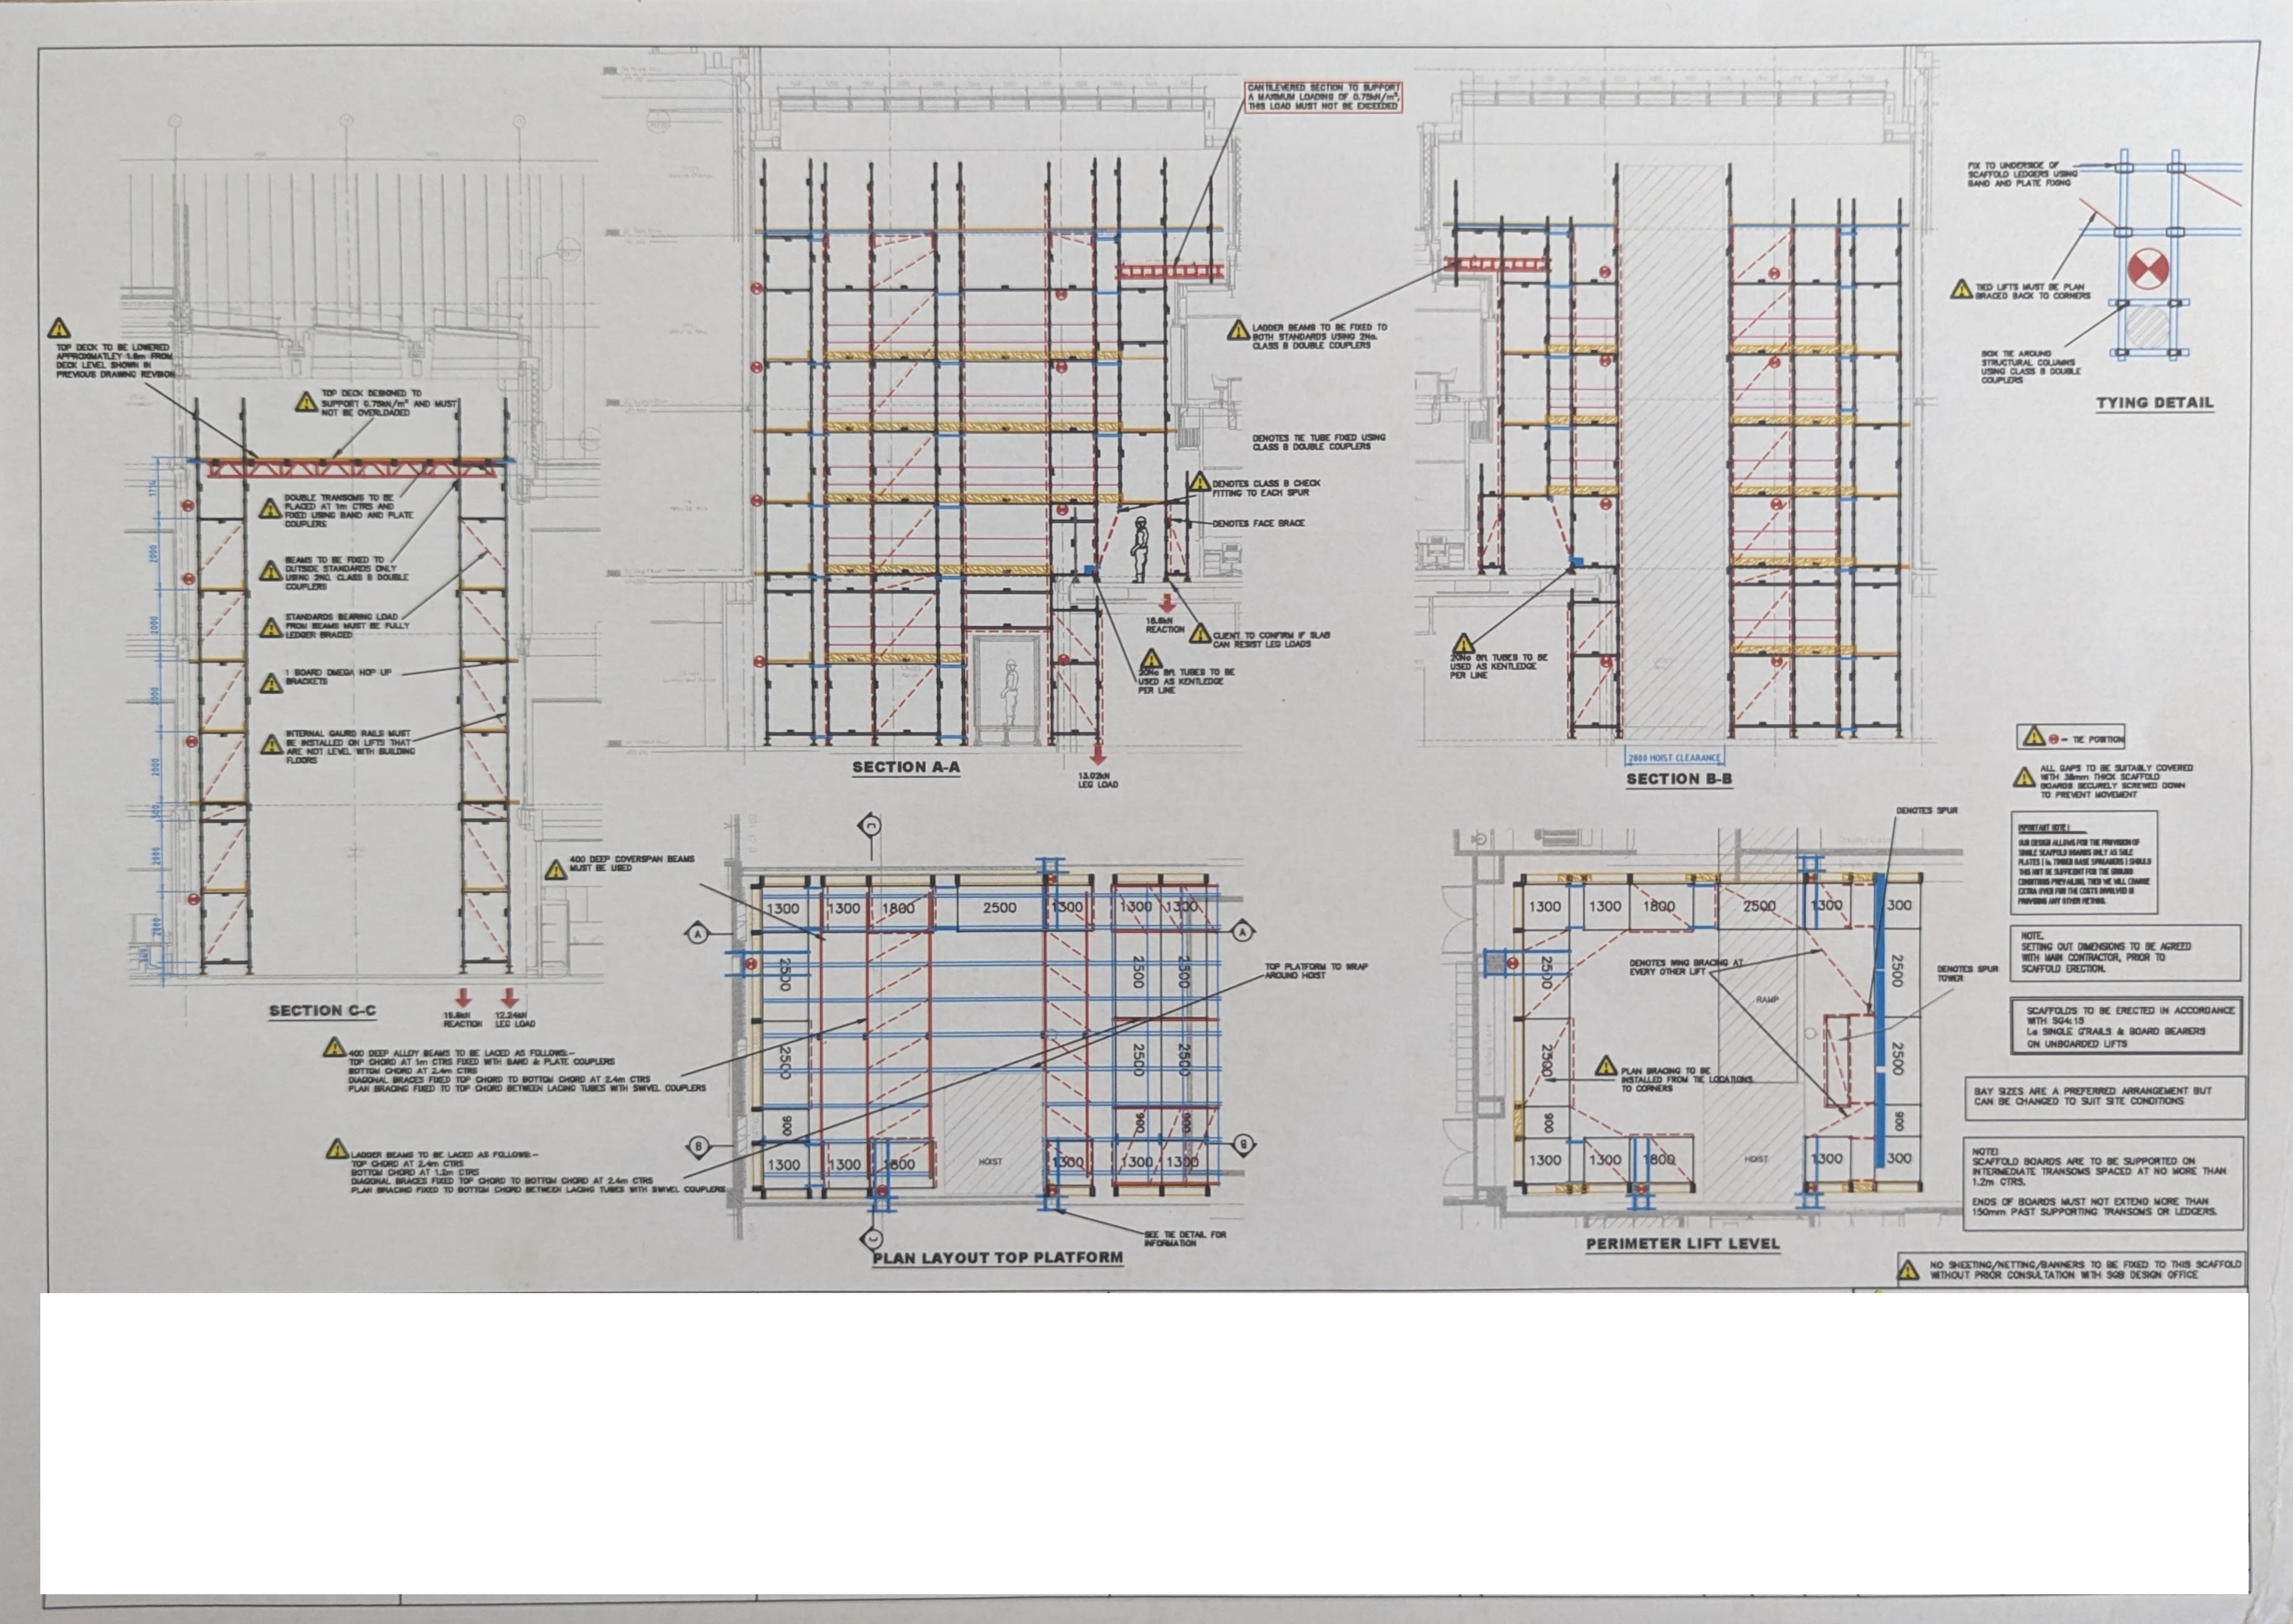 CANTILEVERED SECTION TO SUPPORT
A MAXIMUM LOADING OF 0.75kN/m²,
THIS LOAD MUST NOT BE EXCEEDED
TOP DECK TO BE LOWERED
APPROXIMATLEY 1.8m FROM
DECK LEVEL SHOWN IN
PREVIOUS DRAWING REVISION
TOP DECK DESIGNED TO
SUPPORT 0.75kN/m² AND MUST
NOT BE OVERLOADED
DOUBLE TRANSOMS TO BE
PLACED AT 1m CTRS AND
FIXED USING BAND AND PLATE
COUPLERS
BEAMS TO BE FIXED TO
OUTSIDE STANDARDS ONLY
USING 2NO. CLASS B DOUBLE
COUPLERS
STANDARDS BEARING LOAD
FROM BEAMS MUST BE FULLY
LEDGER BRACED
1 BOARD OMEGA HOP UP
BRACKETS
INTERNAL GAURD RAILS MUST
BE INSTALLED ON LIFTS THAT
ARE NOT LEVEL WITH BUILDING
FLOORS
2000
2000
2000
2000
2000
SECTION C-C
REACTION
12.24kN
LEG LOAD
LADDER BEAMS TO BE FIXED TO
BOTH STANDARDS USING 2No.
CLASS B DOUBLE COUPLERS
DENOTES TIE TUBE FIXED USING
CLASS B DOUBLE COUPLERS
DENOTES CLASS B CHECK
FITTING TO EACH SPUR
DENOTES FACE BRACE
REACTION
CLIENT TO CONFIRM IF SLAB
CAN RESIST LEG LOADS
20No 8ft TUBES TO BE
USED AS KENTLEDGE
PER LINE
13.02kN
LEG LOAD
SECTION A-A
20No 8ft TUBES TO BE
USED AS KENTLEDGE
PER LINE
2800 HOIST CLEARANCE
SECTION B-B
FIX TO UNDERSIDE OF
SCAFFOLD LEDGERS USING
BAND AND PLATE FIXING
TIED LIFTS MUST BE PLAN
BRACED BACK TO CORNERS
BOX TIE AROUND
STRUCTURAL COLUMNS
USING CLASS B DOUBLE
COUPLERS
TYING DETAIL
= TIE POSITION
ALL GAPS TO BE SUITABLY COVERED
WITH 38mm THICK SCAFFOLD
BOARDS SECURELY SCREWED DOWN
TO PREVENT MOVEMENT
IMPORTANT NOTE !
OUR DESIGN ALLOWS FOR THE PROVISION OF
SINGLE SCAFFOLD BOARDS ONLY AS SOLE
PLATES ( ie. TIMBER BASE SPREADERS ) SHOULD
THIS NOT BE SUFFICIENT FOR THE GROUND
CONDITIONS PREVAILING, THEN WE WILL CHARGE
EXTRA OVER FOR THE COSTS INVOLVED IN
PROVIDING ANY OTHER METHOD.
NOTE.
SETTING OUT DIMENSIONS TO BE AGREED
WITH MAIN CONTRACTOR, PRIOR TO
SCAFFOLD ERECTION.
SCAFFOLDS TO BE ERECTED IN ACCORDANCE
WITH SG4:15
i.e SINGLE G'RAILS & BOARD BEARERS
ON UNBOARDED LIFTS
BAY SIZES ARE A PREFERRED ARRANGEMENT BUT
CAN BE CHANGED TO SUIT SITE CONDITIONS
NOTE!
SCAFFOLD BOARDS ARE TO BE SUPPORTED ON
INTERMEDIATE TRANSOMS SPACED AT NO MORE THAN
1.2m CTRS.
ENDS OF BOARDS MUST NOT EXTEND MORE THAN
150mm PAST SUPPORTING TRANSOMS OR LEDGERS.
NO SHEETING/NETTING/BANNERS TO BE FIXED TO THIS SCAFFOLD
WITHOUT PRIOR CONSULTATION WITH SGB DESIGN OFFICE
400 DEEP COVERSPAN BEAMS
MUST BE USED
400 DEEP ALLOY BEAMS TO BE LACED AS FOLLOWS:-
TOP CHORD AT 1m CTRS FIXED WITH BAND & PLATE COUPLERS
BOTTOM CHORD AT 2.4m CTRS
DIAGONAL BRACES FIXED TOP CHORD TO BOTTOM CHORD AT 2.4m CTRS
PLAN BRACING FIXED TO TOP CHORD BETWEEN LACING TUBES WITH SWIVEL COUPLERS
LADDER BEAMS TO BE LACED AS FOLLOWS:-
TOP CHORD AT 2.4m CTRS
BOTTOM CHORD AT 1.2m CTRS
DIAGONAL BRACES FIXED TOP CHORD TO BOTTOM CHORD AT 2.4m CTRS
PLAN BRACING FIXED TO BOTTOM CHORD BETWEEN LACING TUBES WITH SWIVEL COUPLERS
C
1300 1300 1800 2500 1300 1300 1300
A A
2500 2500 2500
2500 2500 2500
900 900 900
B B
1300 1300 1800 HOIST 1300 1300 1300
C
TOP PLATFORM TO WRAP
AROUND HOIST
SEE TIE DETAIL FOR
INFORMATION
PLAN LAYOUT TOP PLATFORM
DENOTES SPUR
1300 1300 1800 2500 1300 300
DENOTES WING BRACING AT
EVERY OTHER LIFT
DENOTES SPUR
TOWER
2500 2500
RAMP
2500 2500
PLAN BRACING TO BE
INSTALLED FROM TIE LOCATIONS
TO CORNERS
900 900
1300 1300 1800 HOIST 1300 300
PERIMETER LIFT LEVEL